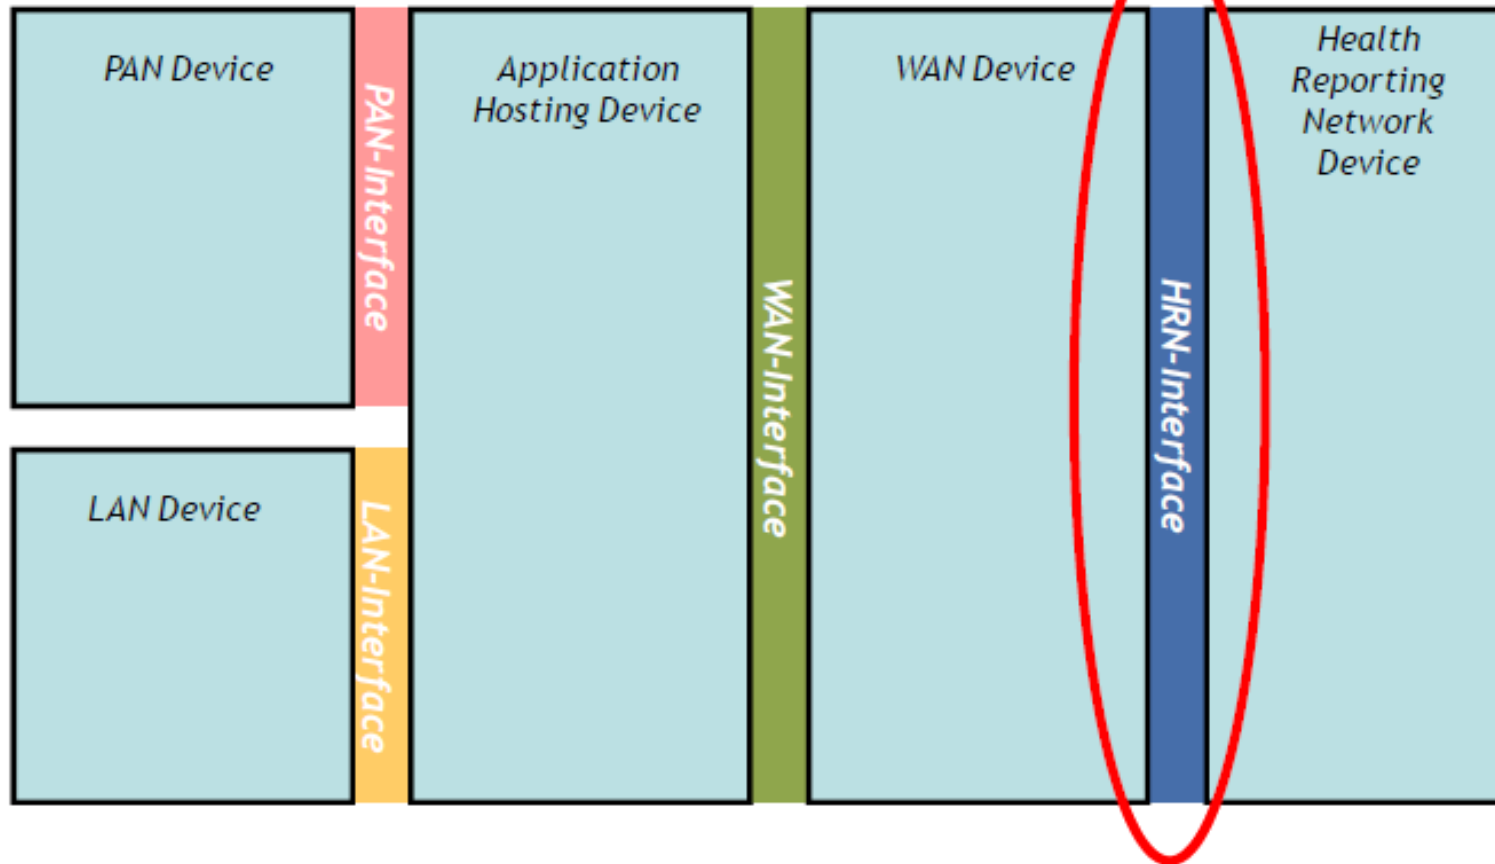 PAN Device
PAN-Interface
LAN Device
LAN-Interface
Application
Hosting Device
WAN-Interface
WAN Device
HRN-Interface
Health
Reporting
Network
Device